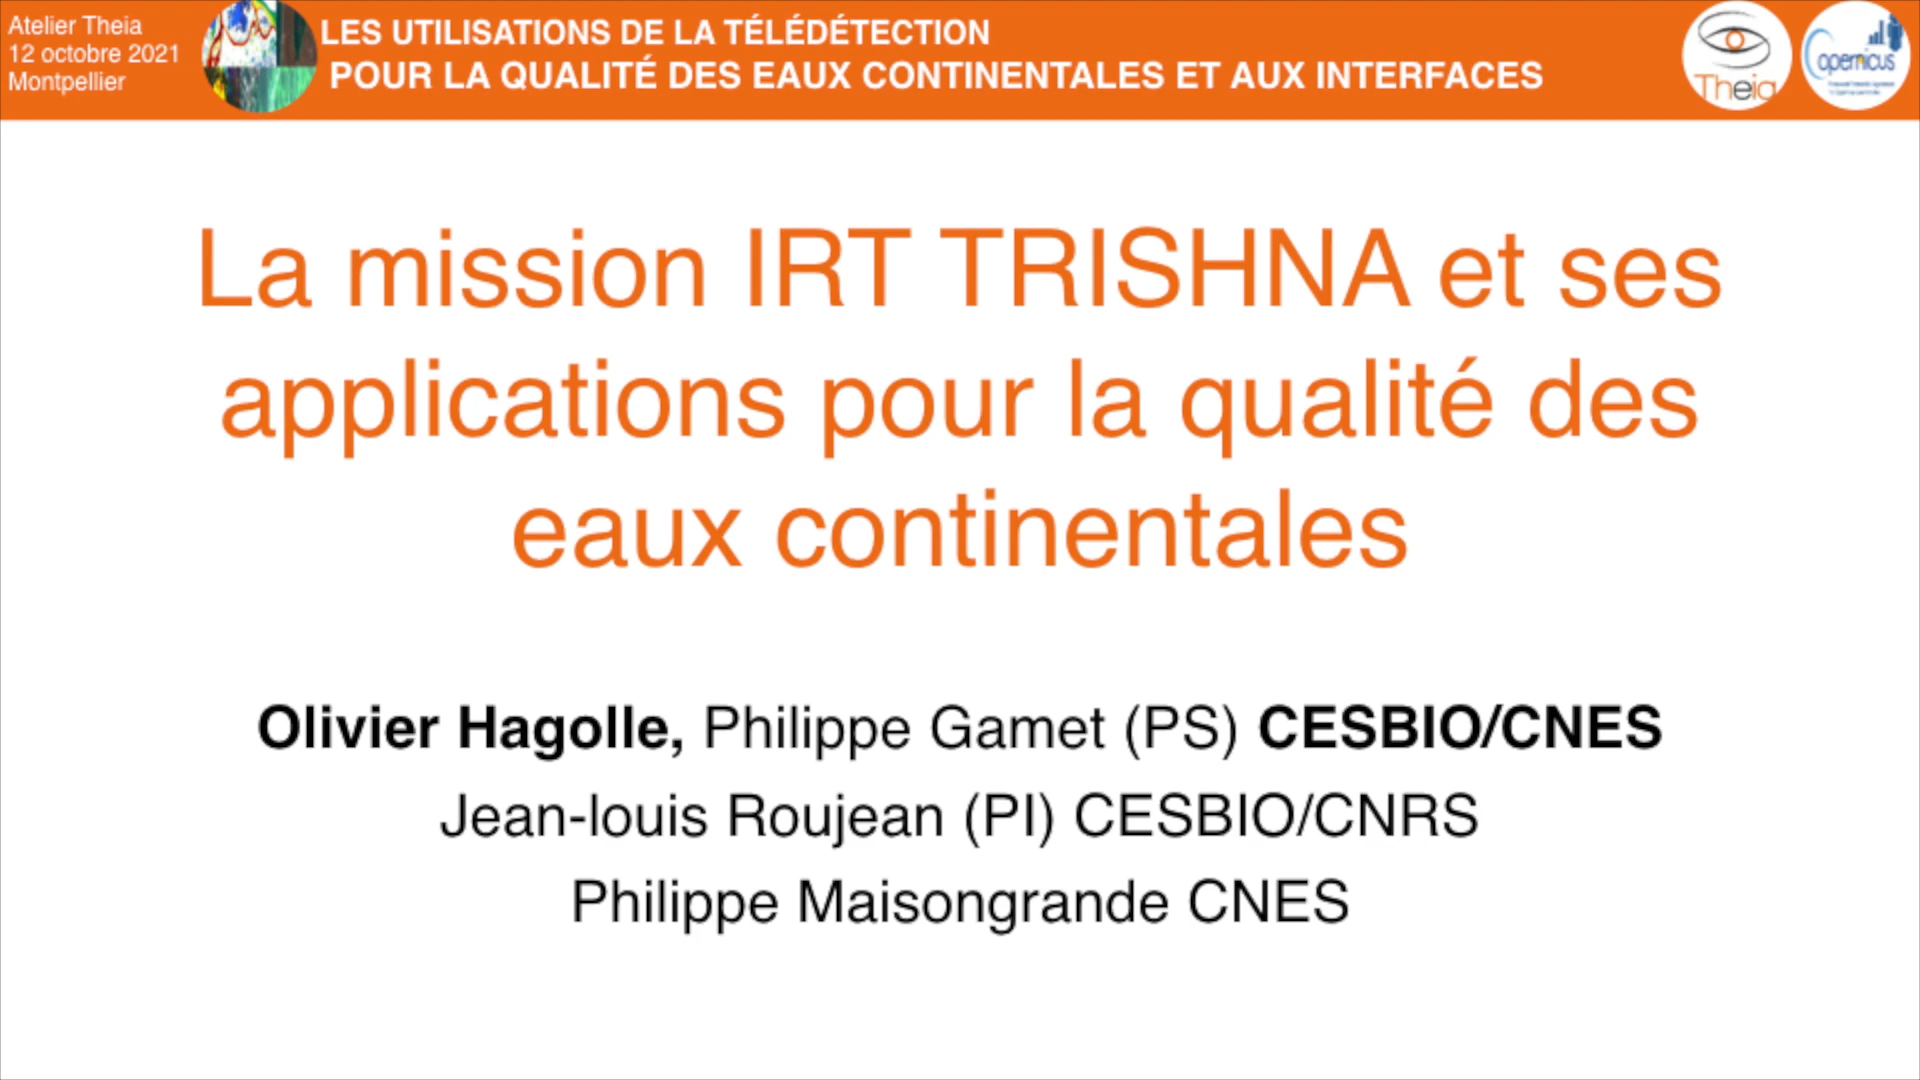 Atelier Theia
12 octobre 2021
Montpellier
LES UTILISATIONS DE LA TÉLÉDÉTECTION
POUR LA QUALITÉ DES EAUX CONTINENTALES ET AUX INTERFACES
Theia
opernicus
La mission IRT TRISHNA et ses
applications pour la qualité des
eaux continentales
Olivier Hagolle, Philippe Gamet (PS) CESBIO/CNES
Jean-louis Roujean (PI) CESBIO/CNRS
Philippe Maisongrande CNES